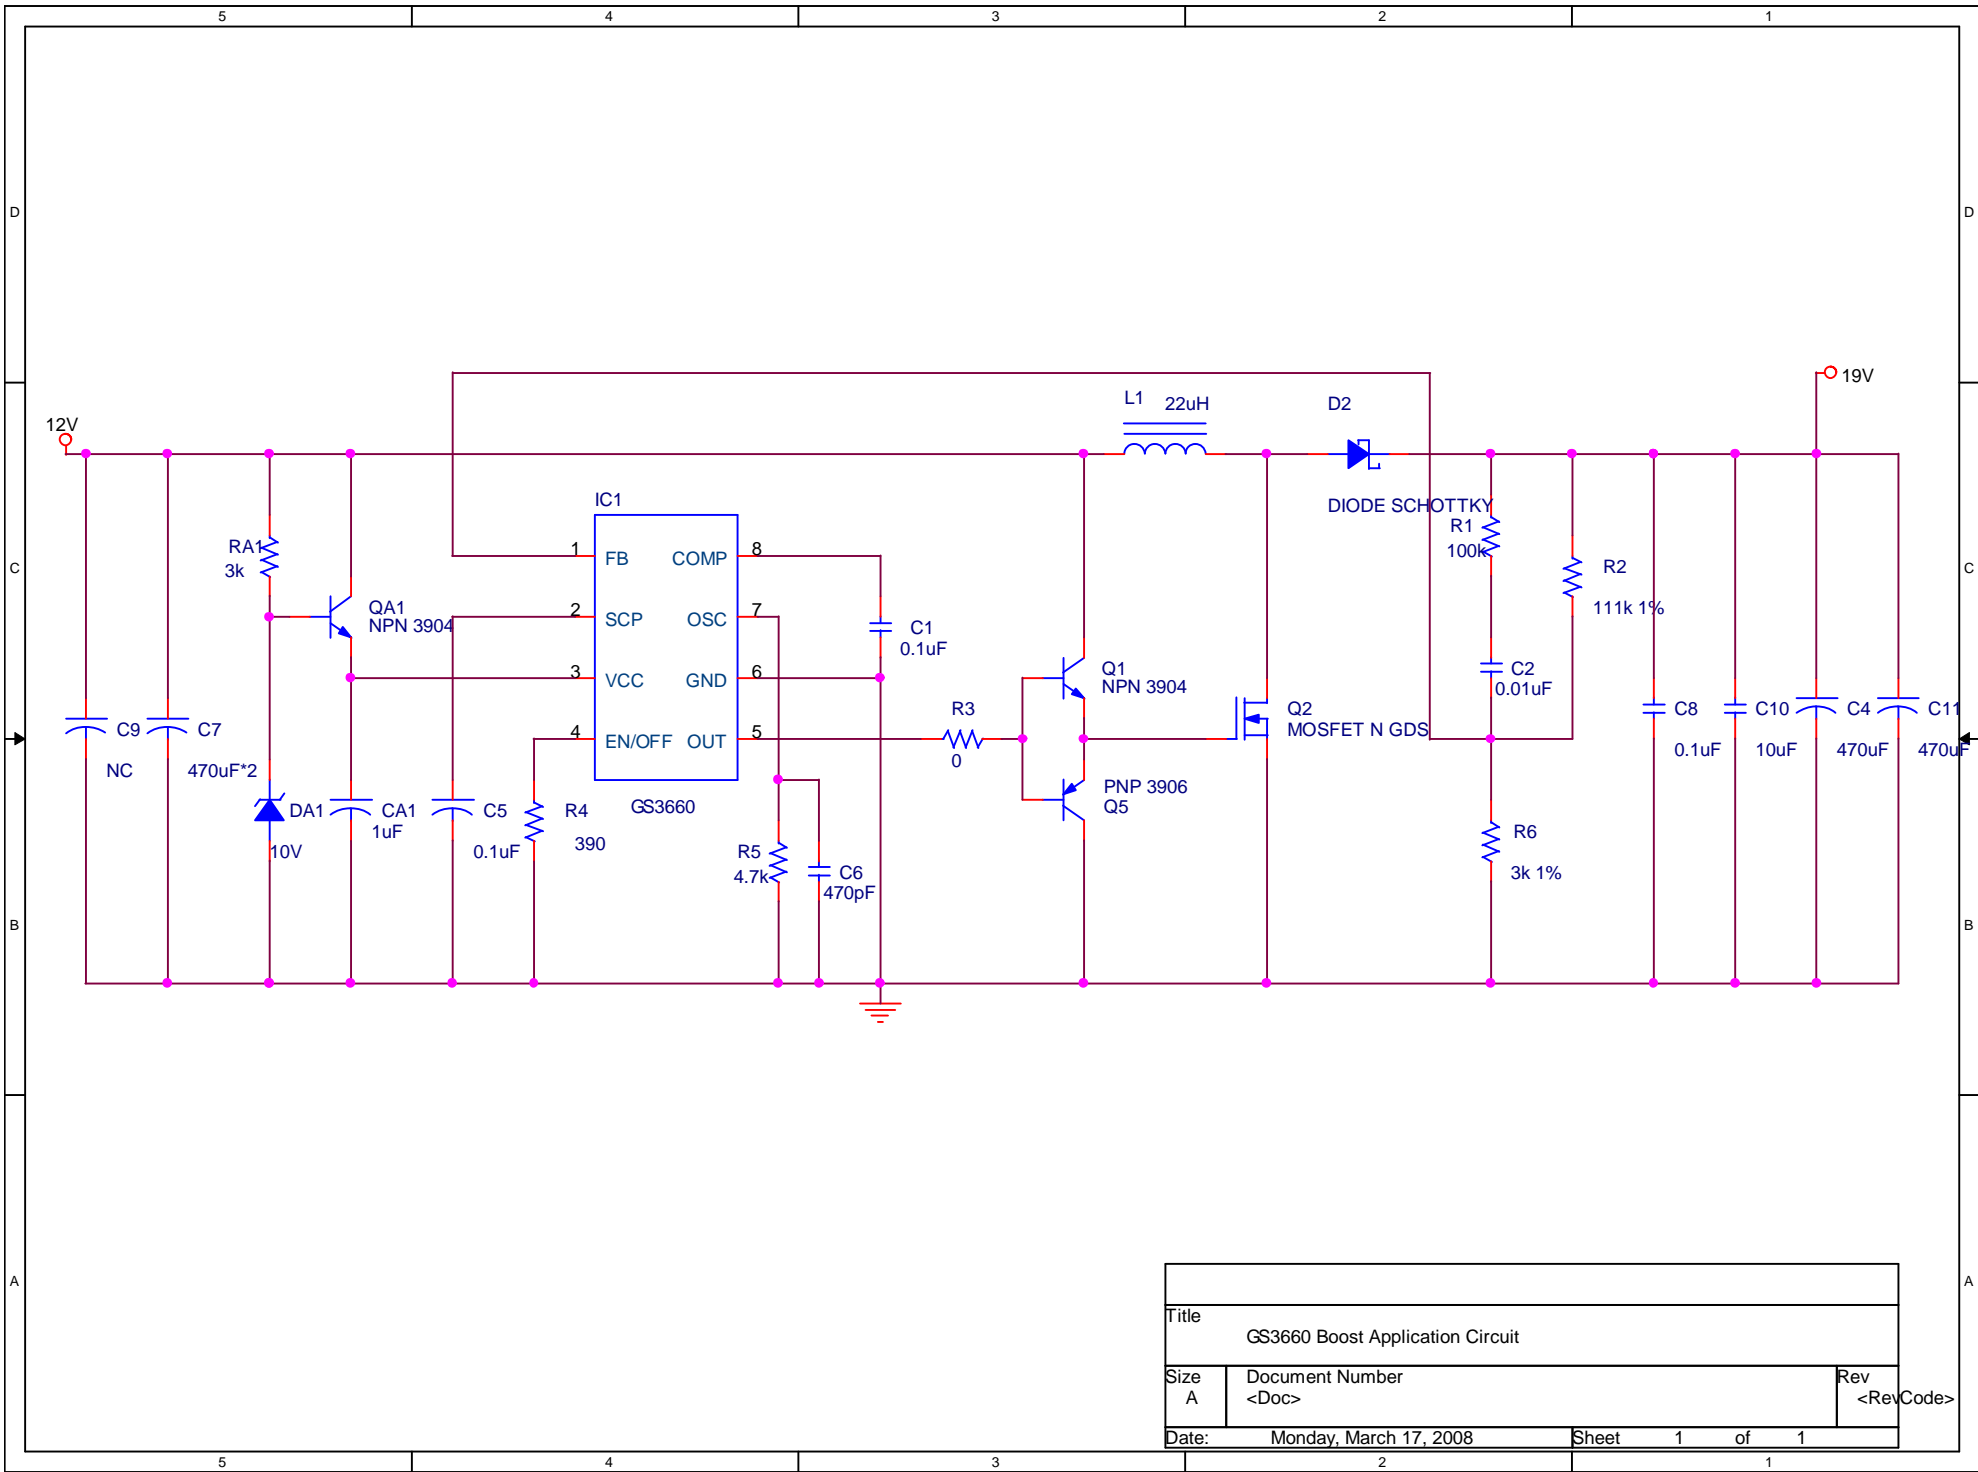 5 4 3 2 1
D D
12V
L1 22uH
D2
19V
IC1
DIODE SCHOTTKY
R1
100k
RA1
3k
1 FB COMP 8
C C
R2
111k 1%
QA1
NPN 3904
2 SCP OSC 7
C1
0.1uF
3 VCC GND 6
Q1
NPN 3904
C2
0.01uF
4 EN/OFF OUT 5
R3
0
Q2
MOSFET N GDS
C9
NC
C7
470uF*2
C8
0.1uF
C10
10uF
C4
470uF
C11
470uF
DA1
10V
CA1
1uF
C5
0.1uF
R4
390
GS3660
PNP 3906
Q5
R5
4.7k
C6
470pF
R6
3k 1%
B B
A A
Title
GS3660 Boost Application Circuit
Size Document Number Rev
A <Doc> <RevCode>
Date: Monday, March 17, 2008 Sheet 1 of 1
5 4 3 2 1